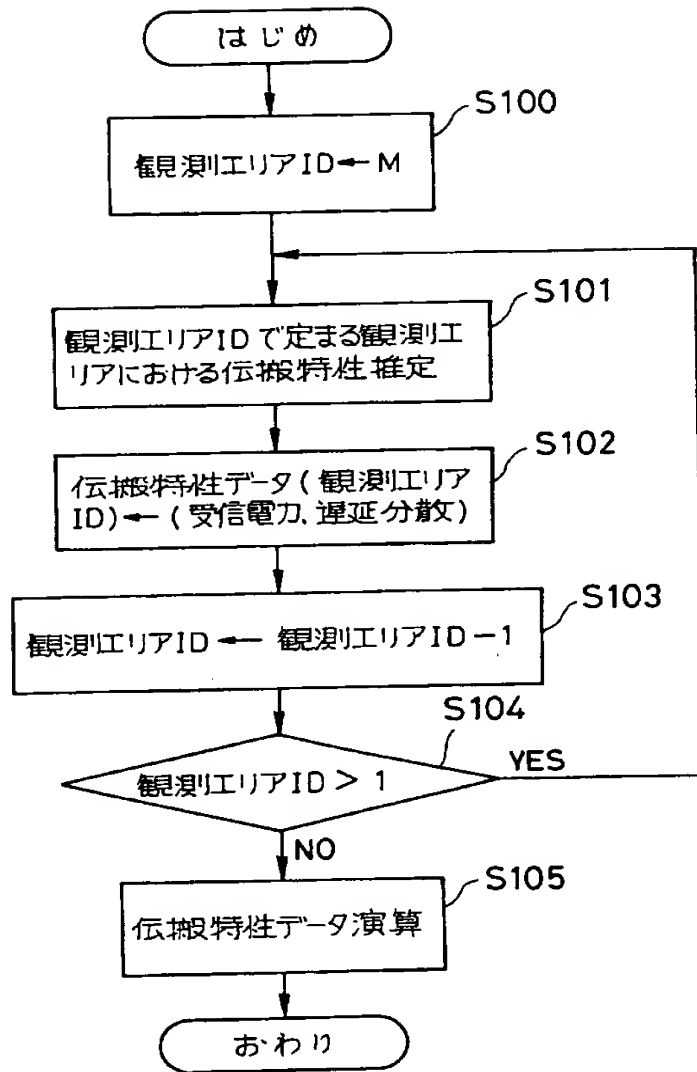 はじめ
S100
観測エリアID←M
S101
観測エリアIDで定まる観測エ
リアにおける伝搬特性推定
S102
伝搬特性データ(観測エリア
ID)←(受信電力、遅延分散)
S103
観測エリアID←観測エリアID−1
S104
観測エリアID > 1
YES
NO
S105
伝搬特性データ演算
おわり